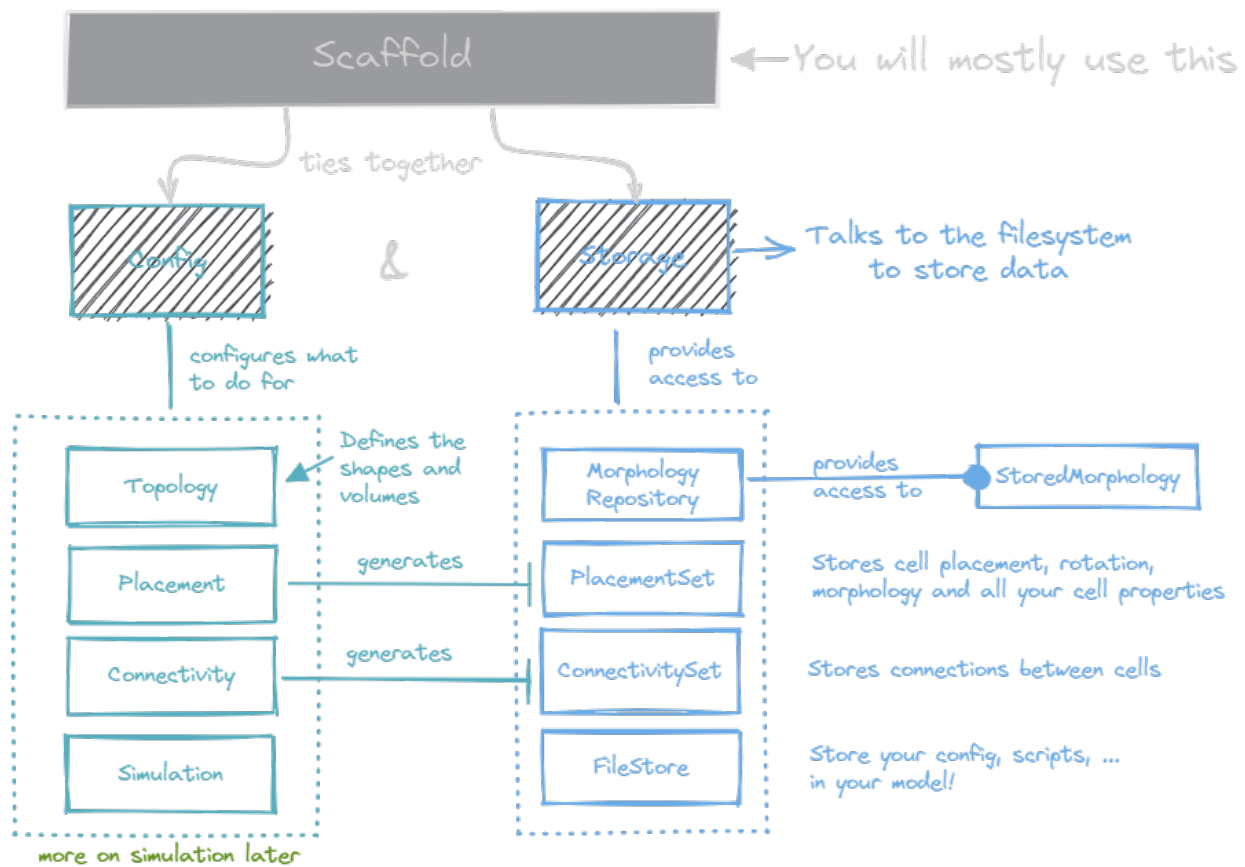 Scaffold
You will mostly use this
ties together
Config
&
Storage
Talks to the filesystem
to store data
configures what
to do for
provides
access to
Topology
Defines the
shapes and
volumes
Morphology
Repository
provides
access to
StoredMorphology
Placement
generates
PlacementSet
Stores cell placement, rotation,
morphology and all your cell properties
Connectivity
generates
ConnectivitySet
Stores connections between cells
Simulation
FileStore
Store your config, scripts, ...
in your model!
more on simulation later